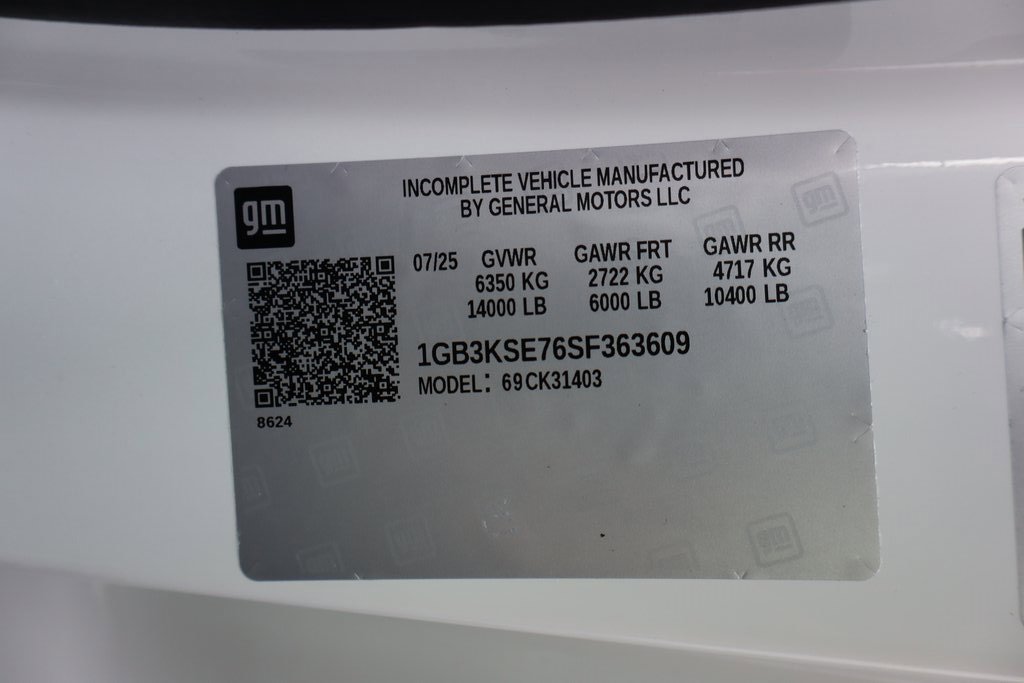 gm
INCOMPLETE VEHICLE MANUFACTURED
BY GENERAL MOTORS LLC
07/25 GVWR GAWR FRT GAWR RR
6350 KG 2722 KG 4717 KG
14000 LB 6000 LB 10400 LB
1GB3KSE76SF363609
MODEL: 69CK31403
8624